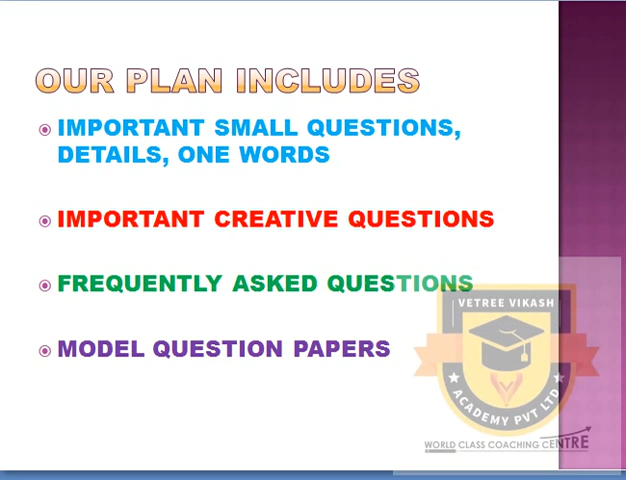 OUR PLAN INCLUDES
IMPORTANT SMALL QUESTIONS,
DETAILS, ONE WORDS
IMPORTANT CREATIVE QUESTIONS
FREQUENTLY ASKED QUESTIONS
MODEL QUESTION PAPERS
VETREE VIKASH
ACADEMY PVT LTD
WORLD CLASS COACHING CENTRE